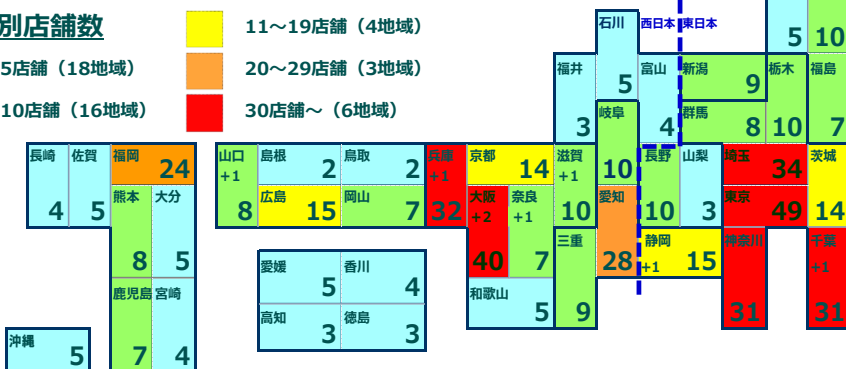 別店舗数
5店舗（18地域）
10店舗（16地域）
11～19店舗（4地域）
20～29店舗（3地域）
30店舗～（6地域）
西日本 東日本
5
10
石川
5
福井
3
富山
4
新潟
9
栃木
10
福島
7
岐阜
10
群馬
8
長崎
4
佐賀
5
福岡
24
山口
+1
8
島根
2
鳥取
2
兵庫
+1
32
京都
14
滋賀
+1
10
長野
10
山梨
3
埼玉
34
茨城
14
熊本
8
大分
5
広島
15
岡山
7
大阪
+2
40
奈良
+1
7
愛知
28
東京
49
三重
9
静岡
+1
15
神奈川
31
千葉
+1
31
愛媛
5
香川
4
和歌山
5
鹿児島
7
宮崎
4
高知
3
徳島
3
沖縄
5